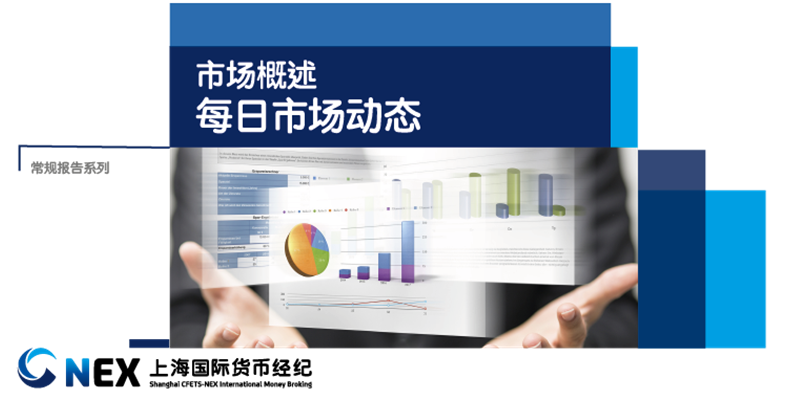 市场概述
每日市场动态
常规报告系列
NEX 上海国际货币经纪
Shanghai CFETS-NEX International Money Broking